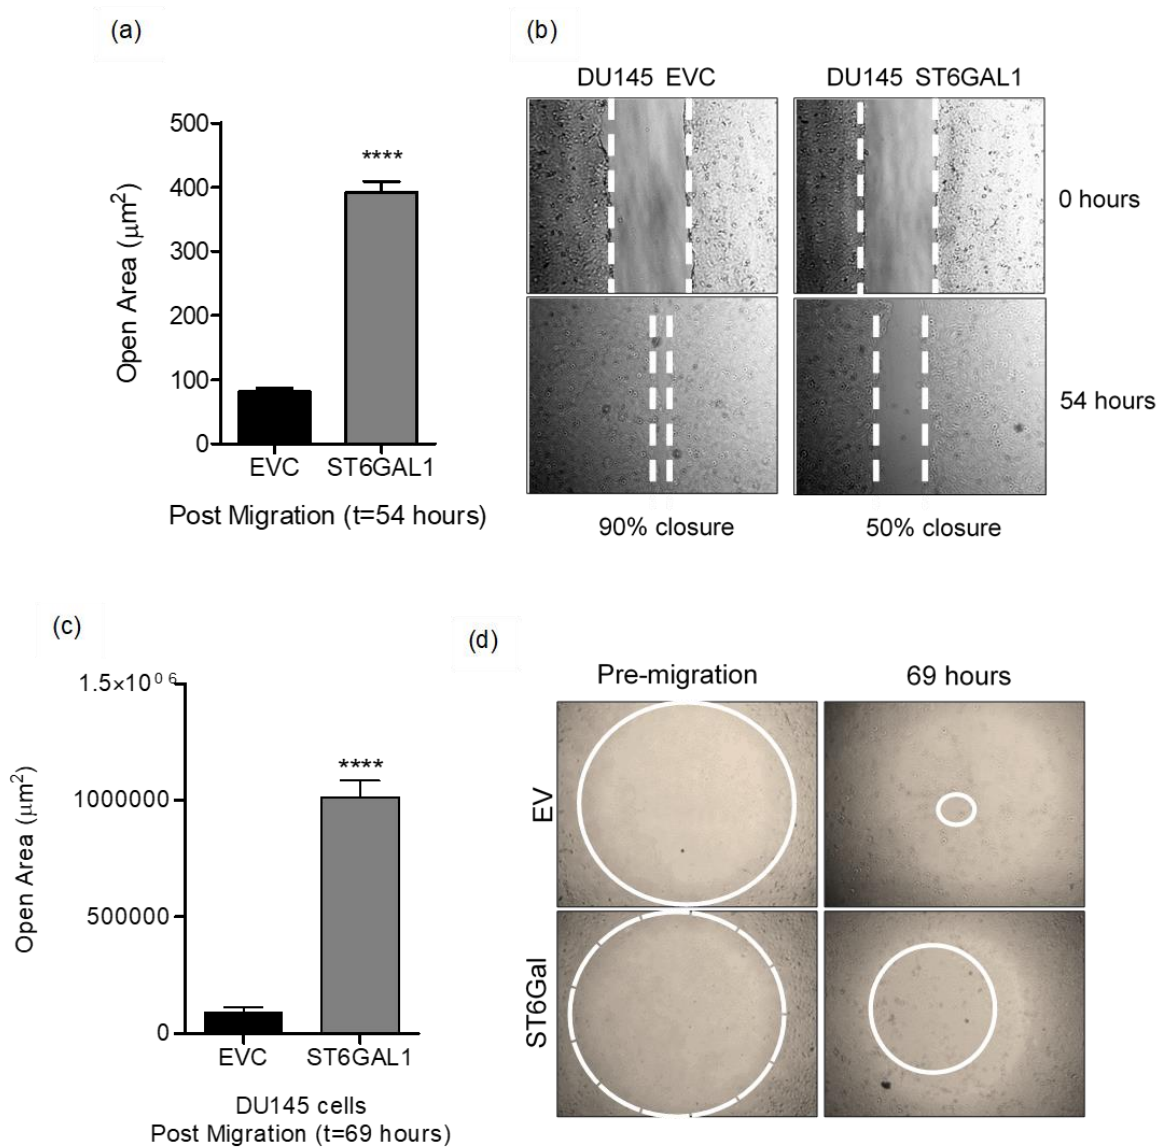 (a)
500
400
300
200
100
0
Open Area (μm²)
****
EVC ST6GAL1
Post Migration (t=54 hours)
(b)
DU145 EVC DU145 ST6GAL1
0 hours
54 hours
90% closure 50% closure
(c)
1.5×10⁰⁶
1000000
500000
0
Open Area (μm²)
****
EVC ST6GAL1
DU145 cells
Post Migration (t=69 hours)
(d)
Pre-migration 69 hours
EV
ST6Gal